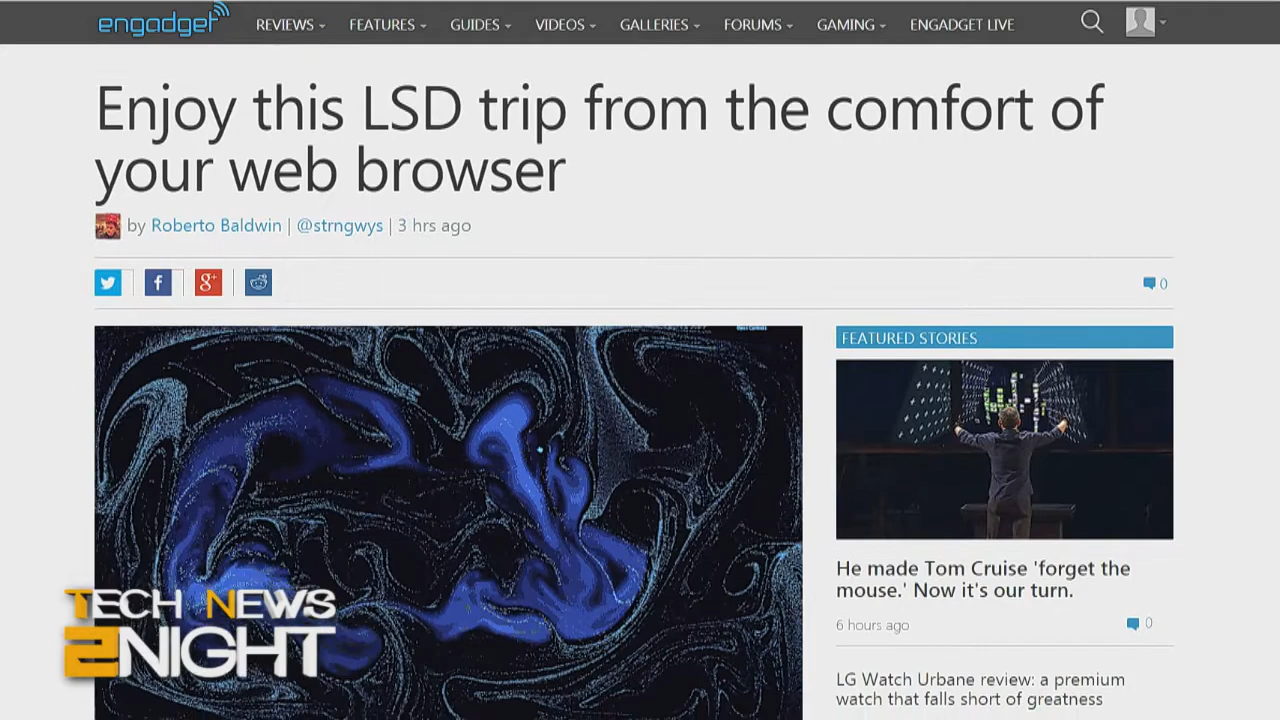 engadget
REVIEWS FEATURES GUIDES VIDEOS GALLERIES FORUMS GAMING ENGADGET LIVE
Enjoy this LSD trip from the comfort of
your web browser
by Roberto Baldwin | @strngwys | 3 hrs ago
f g+
0
FEATURED STORIES
He made Tom Cruise 'forget the
mouse.' Now it's our turn.
6 hours ago 0
LG Watch Urbane review: a premium
watch that falls short of greatness
TECH NEWS
2NIGHT